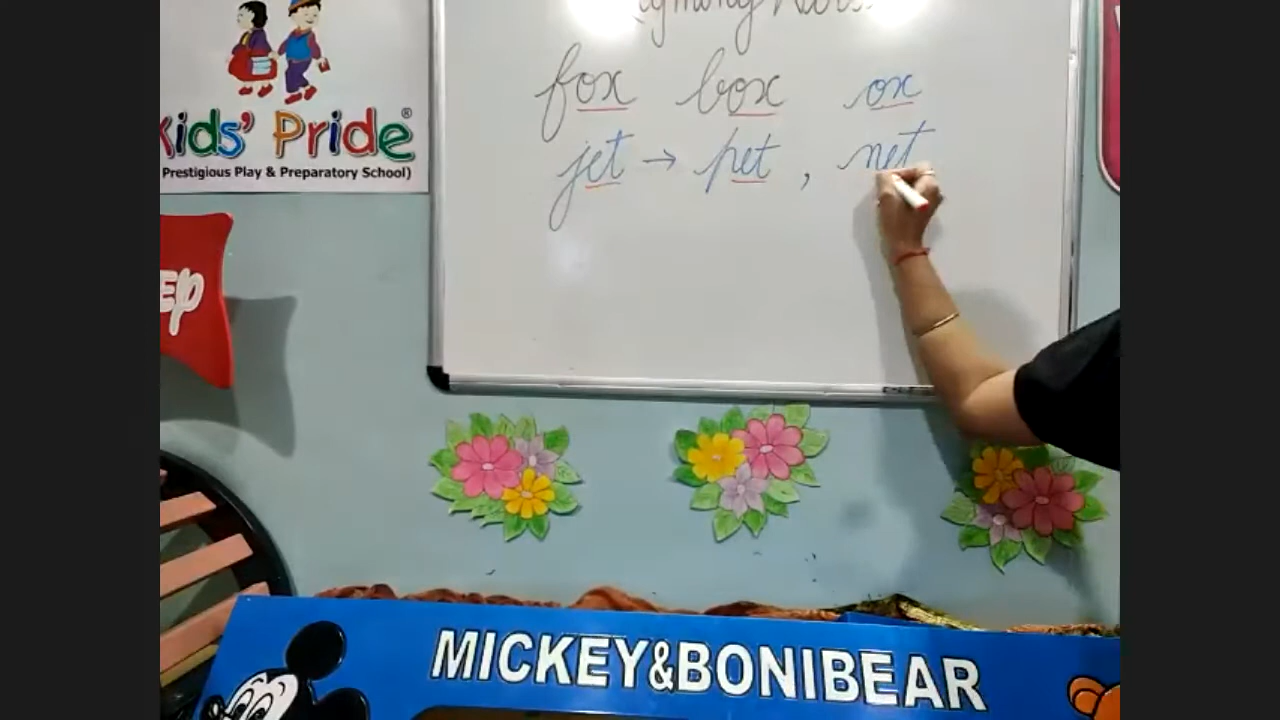 Kids' Pride®
Prestigious Play & Preparatory School)
fox box ox
jet → pet, net
MICKEY&BONIBEAR